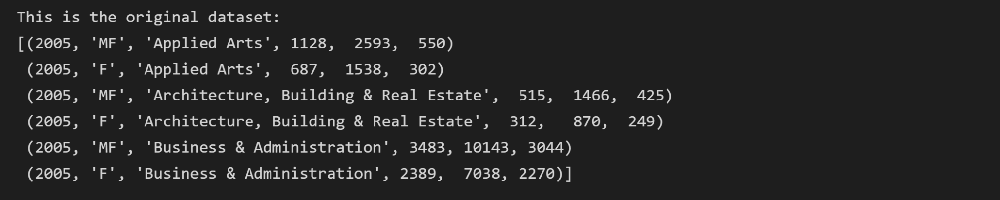 This is the original dataset:
[(2005, 'MF', 'Applied Arts', 1128,  2593,  550)
 (2005, 'F', 'Applied Arts',  687,  1538,  302)
 (2005, 'MF', 'Architecture, Building & Real Estate',  515,  1466,  425)
 (2005, 'F', 'Architecture, Building & Real Estate',  312,   870,  249)
 (2005, 'MF', 'Business & Administration', 3483, 10143, 3044)
 (2005, 'F', 'Business & Administration', 2389,  7038, 2270)]